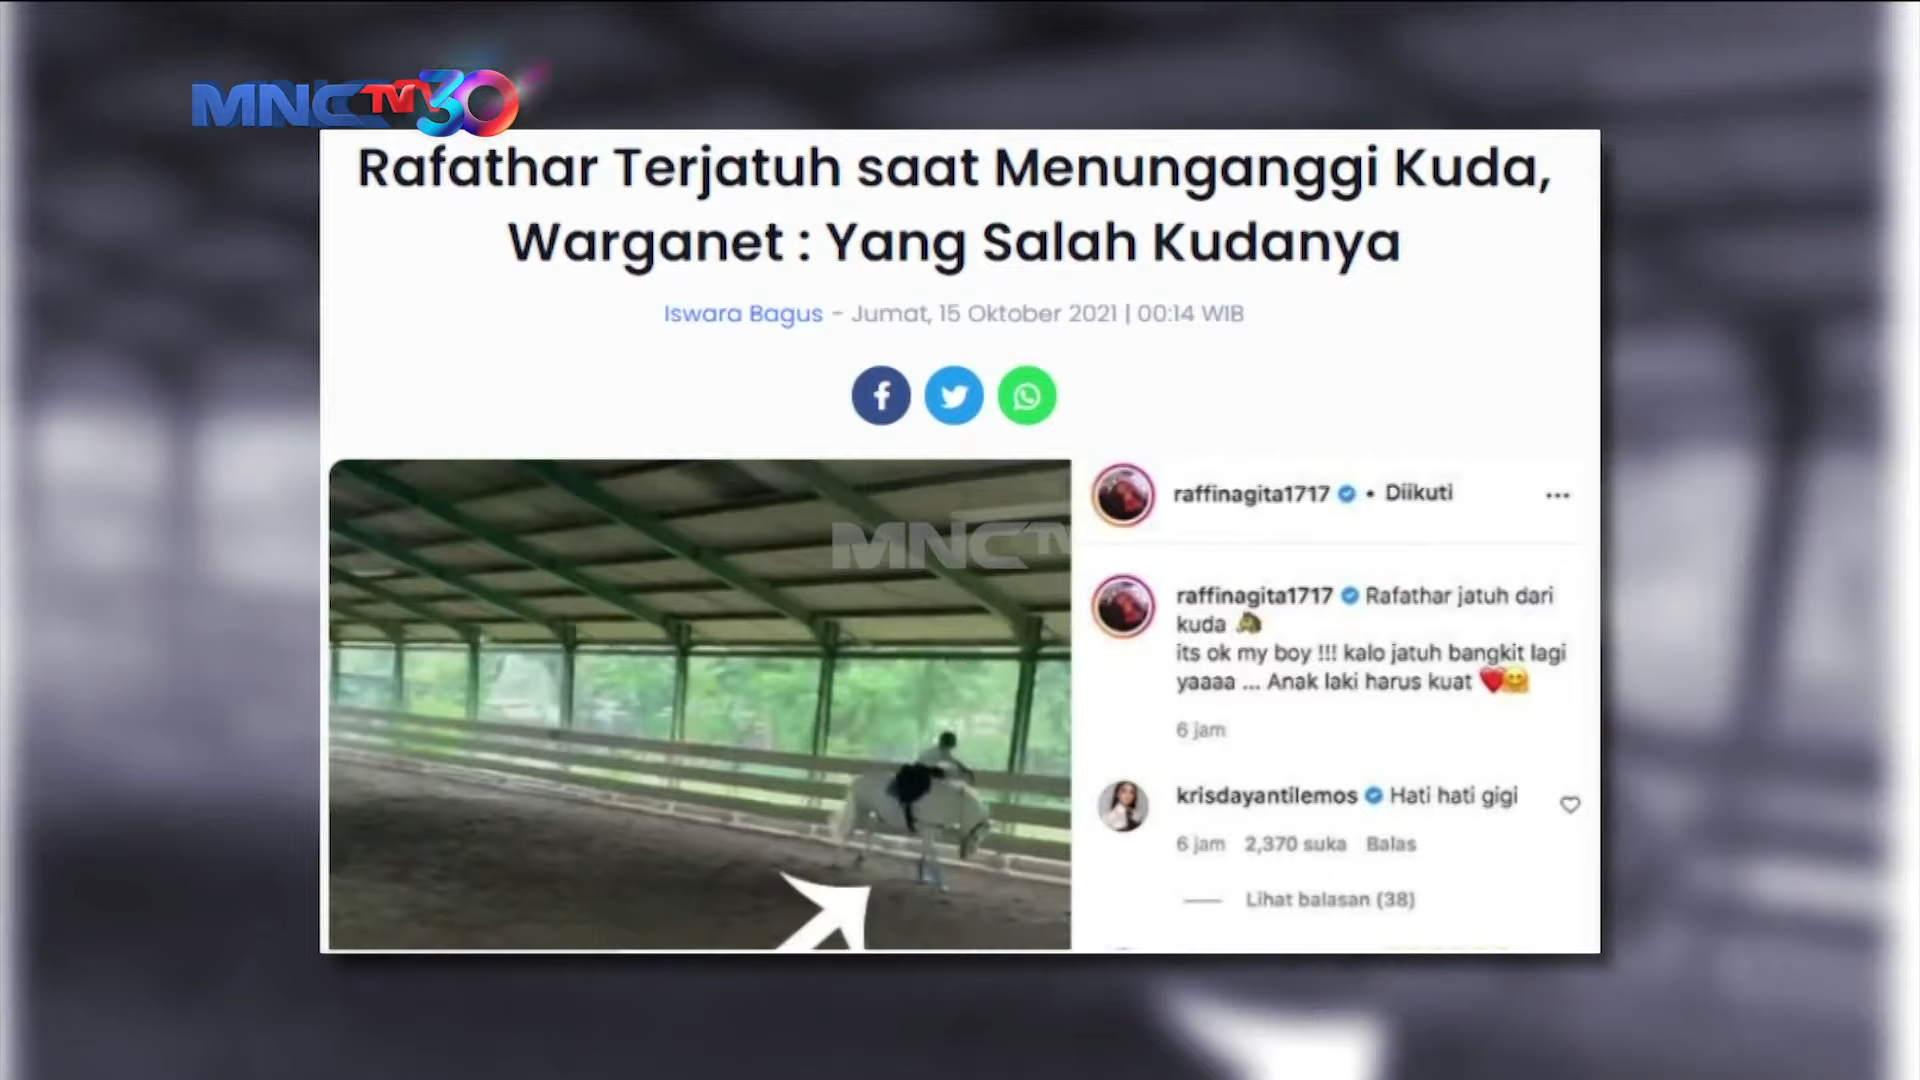 MNCTV30
Rafathar Terjatuh saat Menunganggi Kuda,
Warganet : Yang Salah Kudanya
Iswara Bagus - Jumat, 15 Oktober 2021 | 00:14 WIB
MNCTV
raffinagita1717 • Diikuti
raffinagita1717 Rafathar jatuh dari
kuda 🐴
its ok my boy !!! kalo jatuh bangkit lagi
yaaaa ... Anak laki harus kuat ❤️🤗
6 jam
krisdayantilemos Hati hati gigi
6 jam 2,370 suka Balas
Lihat balasan (38)